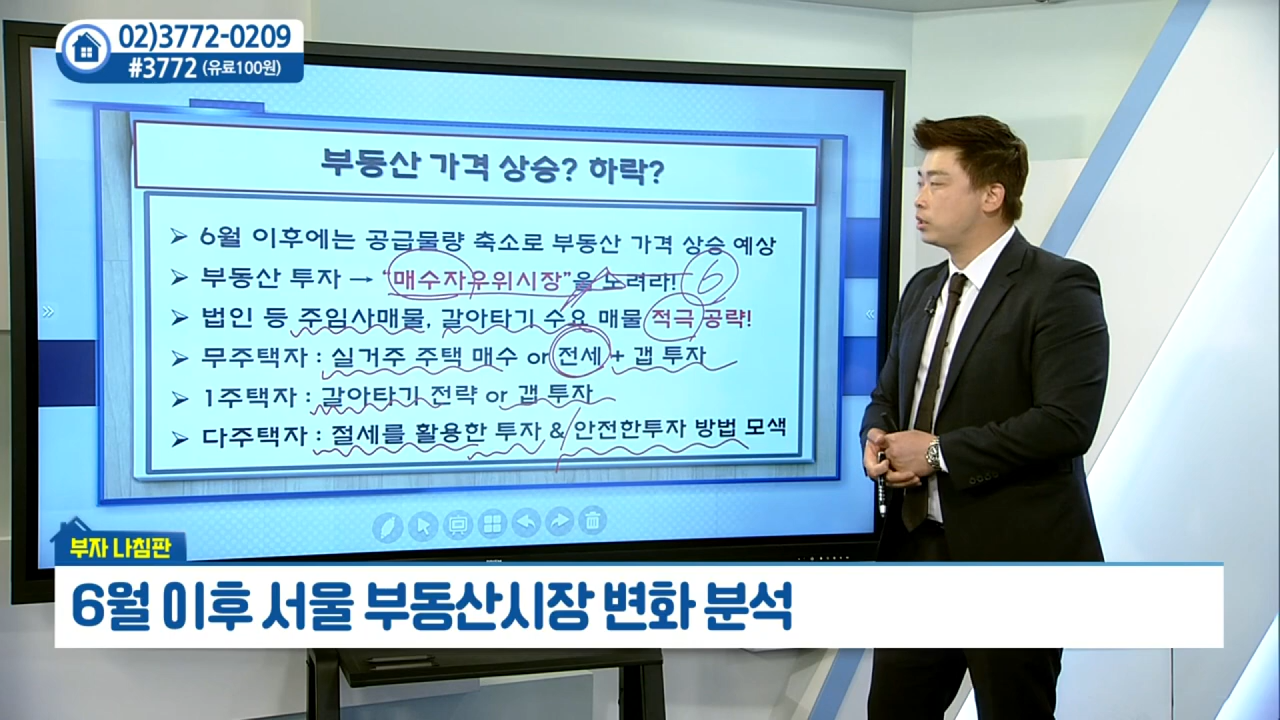 02)3772-0209
#3772 (유료100원)
부동산 가격 상승? 하락?
➢ 6월 이후에는 공급물량 축소로 부동산 가격 상승 예상
➢ 부동산 투자 → “매수자우위시장”을 노려라! 6
➢ 법인 등 주임사매물, 갈아타기 수요 매물 적극 공략!
➢ 무주택자 : 실거주 주택 매수 or 전세 + 갭 투자
➢ 1주택자 : 갈아타기 전략 or 갭 투자
➢ 다주택자 : 절세를 활용한 투자 & 안전한투자 방법 모색
부자 나침판
6월 이후 서울 부동산시장 변화 분석